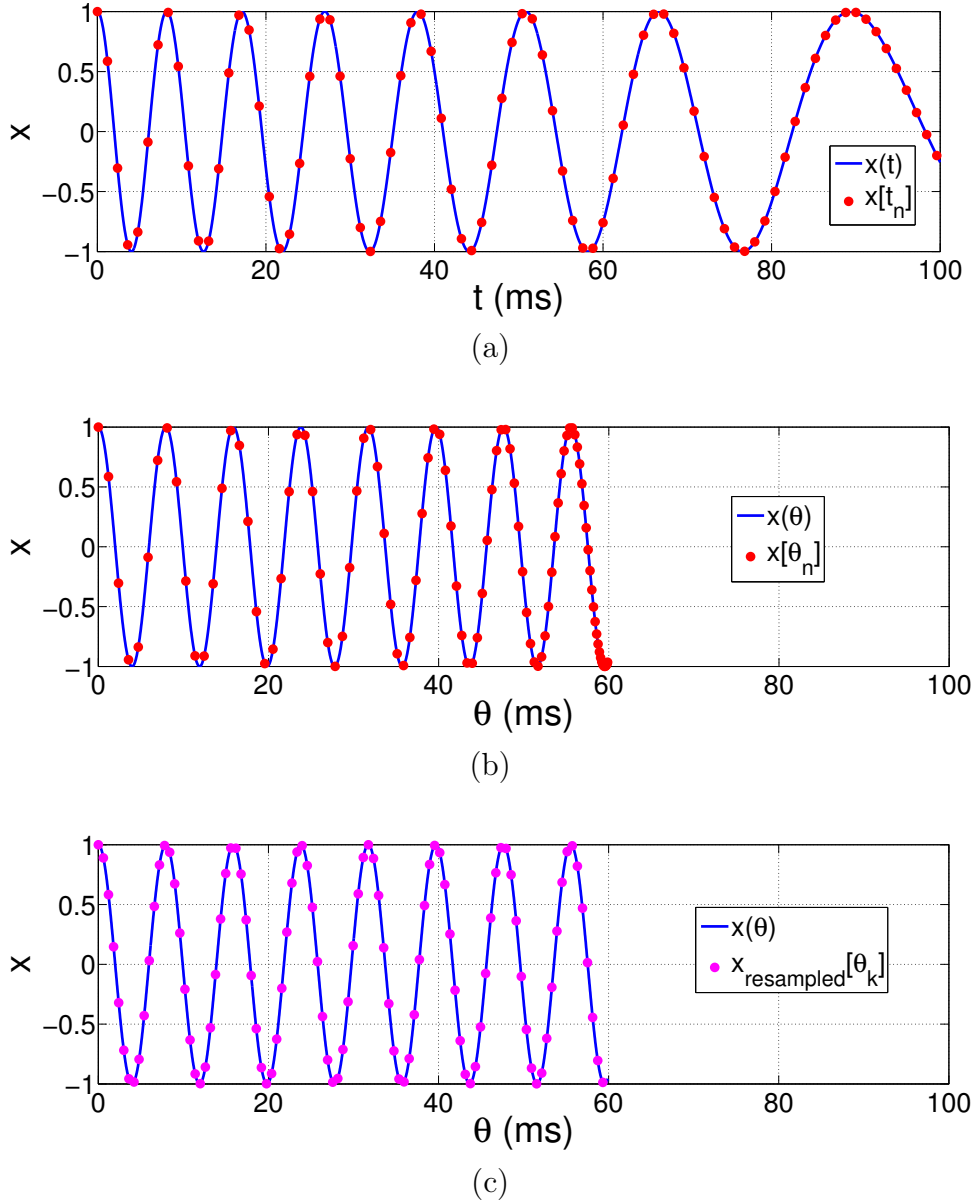 1
0.5
0
−0.5
−1
x
0 20 40 60 80 100
t (ms)
x(t)
x[t_n]
(a)
1
0.5
0
−0.5
−1
x
0 20 40 60 80 100
θ (ms)
x(θ)
x[θ_n]
(b)
1
0.5
0
−0.5
−1
x
0 20 40 60 80 100
θ (ms)
x(θ)
x_resampled[θ_k]
(c)